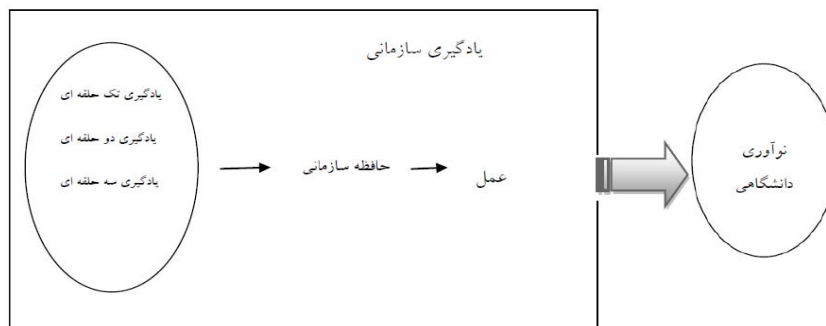 یادگیری سازمانی
یادگیری تک حلقه ای
یادگیری دو حلقه ای
یادگیری سه حلقه ای
حافظه سازمانی
عمل
نوآوری
دانشگاهی